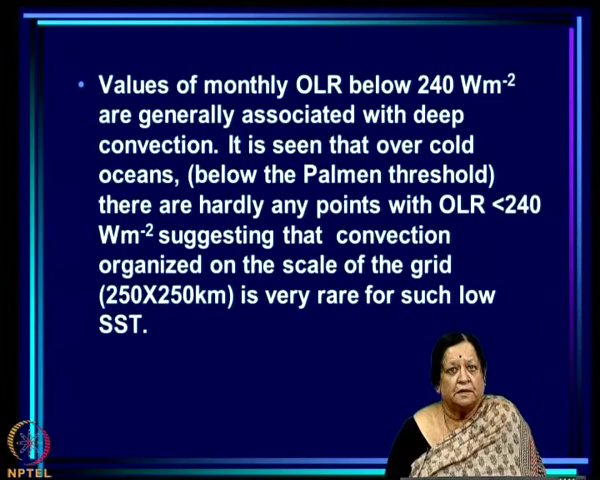 • Values of monthly OLR below 240 Wm-2
are generally associated with deep
convection. It is seen that over cold
oceans, (below the Palmen threshold)
there are hardly any points with OLR <240
Wm-2 suggesting that convection
organized on the scale of the grid
(250X250km) is very rare for such low
SST.
NPTEL